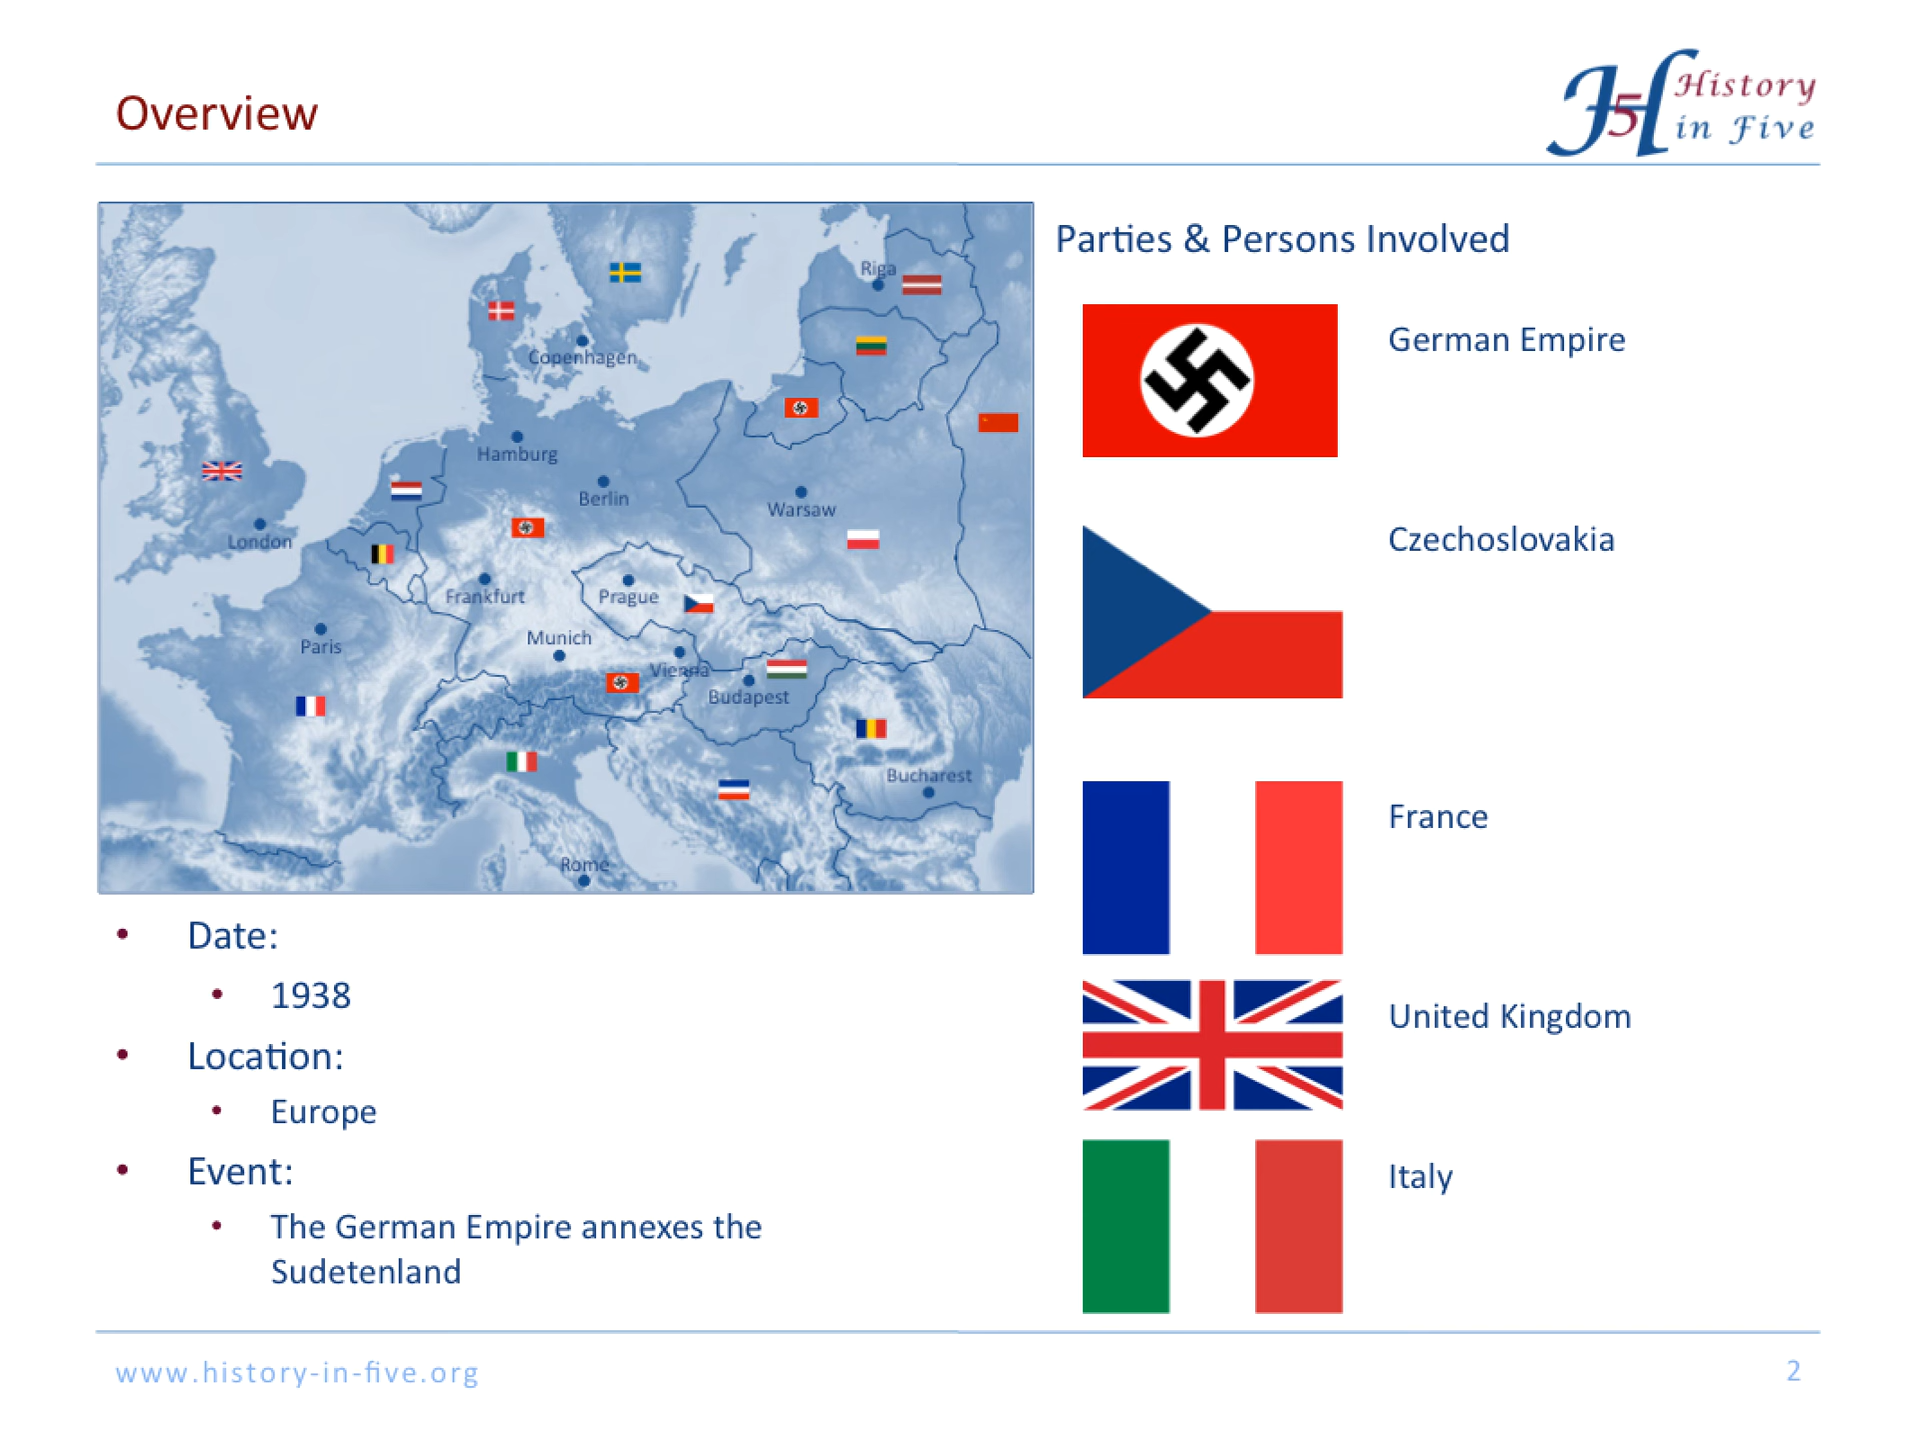 Overview
History
in Five
Parties & Persons Involved
Riga
Copenhagen
Hamburg
Berlin
Warsaw
London
Frankfurt
Prague
Paris
Munich
Vienna
Budapest
Bucharest
Rome
German Empire
Czechoslovakia
France
United Kingdom
Italy
• Date:
• 1938
• Location:
• Europe
• Event:
• The German Empire annexes the
Sudetenland
www.history-in-five.org
2